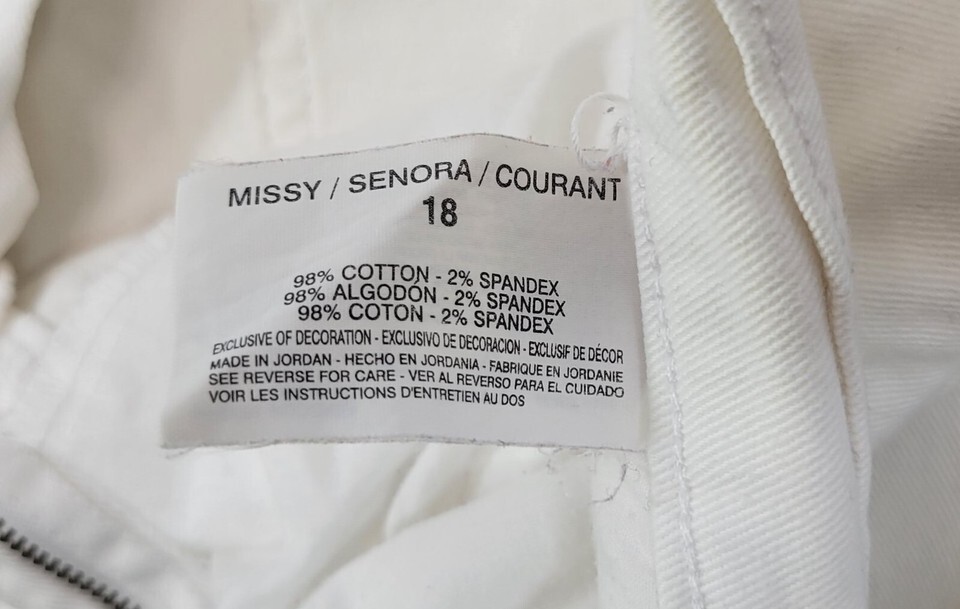 MISSY / SENORA / COURANT
18
98% COTTON - 2% SPANDEX
98% ALGODON - 2% SPANDEX
98% COTON - 2% SPANDEX
EXCLUSIVE OF DECORATION - EXCLUSIVO DE DECORACION - EXCLUSIF DE DÉCOR
MADE IN JORDAN - HECHO EN JORDANIA - FABRIQUE EN JORDANIE
SEE REVERSE FOR CARE - VER AL REVERSO PARA EL CUIDADO
VOIR LES INSTRUCTIONS D'ENTRETIEN AU DOS